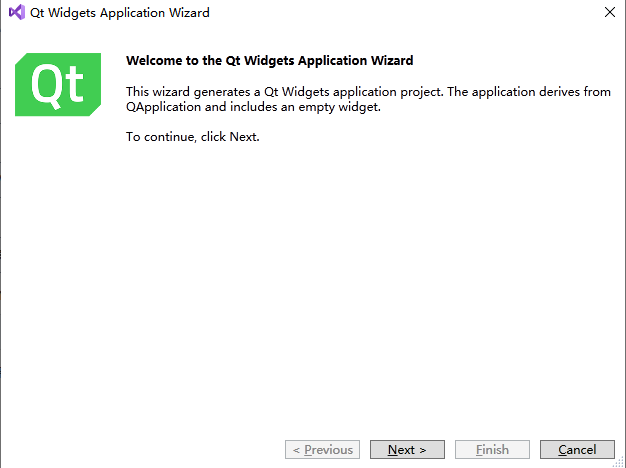 Qt Widgets Application Wizard
Qt
Welcome to the Qt Widgets Application Wizard
This wizard generates a Qt Widgets application project. The application derives from
QApplication and includes an empty widget.
To continue, click Next.
< Previous
Next >
Finish
Cancel